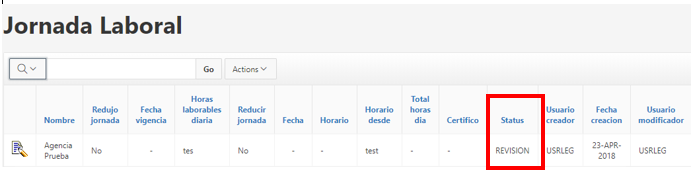 Jornada Laboral
Go Actions
Nombre Redujo jornada Fecha vigencia Horas laborables diaria Reducir jornada Fecha Horario Horario desde Total horas dia Certifico Status Usuario creador Fecha creacion Usuario modificador
Agencia Prueba No - tes No - - test - - REVISION USRLEG 23-APR-2018 USRLEG